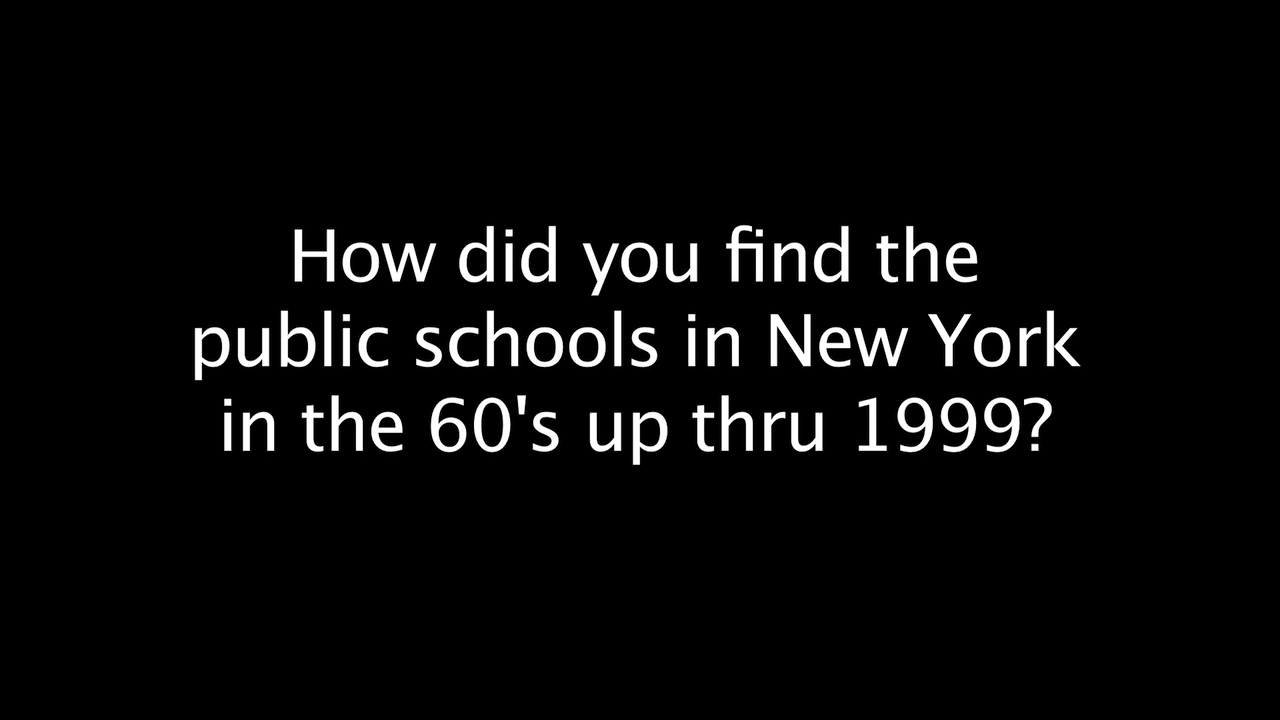 How did you find the
public schools in New York
in the 60's up thru 1999?